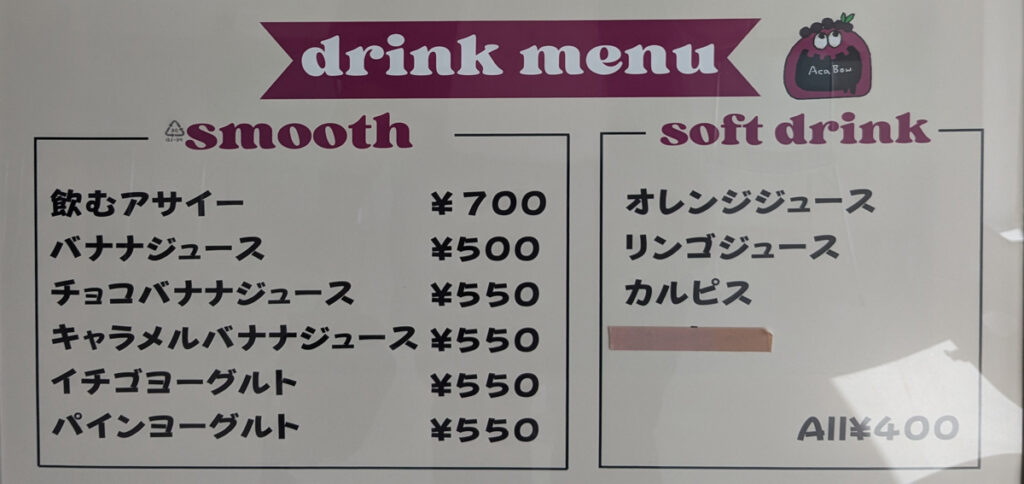 drink menu
Aca Bow
smooth
飲むアサイー ¥700
バナナジュース ¥500
チョコバナナジュース ¥550
キャラメルバナナジュース ¥550
イチゴヨーグルト ¥550
パインヨーグルト ¥550
soft drink
オレンジジュース
リンゴジュース
カルピス
All¥400